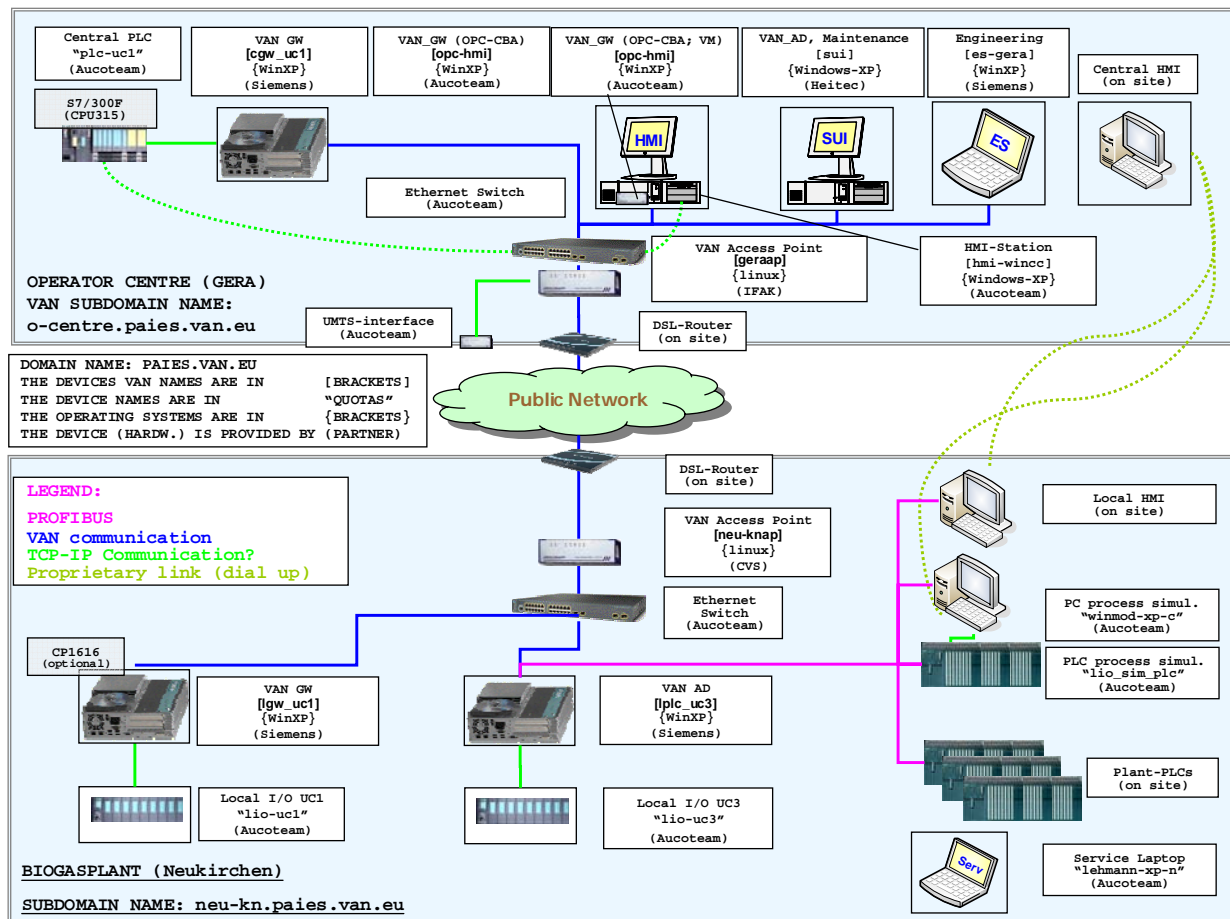 Central PLC
“plc-uc1”
(Aucoteam)
VAN GW
[cgw_uc1]
{WinXP}
(Siemens)
VAN_GW (OPC-CBA)
[opc-hmi]
{WinXP}
(Aucoteam)
VAN_GW (OPC-CBA; VM)
[opc-hmi]
{WinXP}
(Aucoteam)
VAN_AD, Maintenance
[sui]
{Windows-XP}
(Heitec)
Engineering
[es-gera]
{WinXP}
(Siemens)
Central HMI
(on site)
S7/300F
(CPU315)
HMI
SUI
ES
Ethernet Switch
(Aucoteam)
VAN Access Point
[geraap]
{linux}
(IFAK)
HMI-Station
[hmi-wincc]
{Windows-XP}
(Aucoteam)
OPERATOR CENTRE (GERA)
VAN SUBDOMAIN NAME:
o-centre.paies.van.eu
UMTS-interface
(Aucoteam)
DSL-Router
(on site)
DOMAIN NAME: PAIES.VAN.EU
THE DEVICES VAN NAMES ARE IN [BRACKETS]
THE DEVICE NAMES ARE IN “QUOTAS”
THE OPERATING SYSTEMS ARE IN {BRACKETS}
THE DEVICE (HARDW.) IS PROVIDED BY (PARTNER)
Public Network
DSL-Router
(on site)
LEGEND:
PROFIBUS
VAN communication
TCP-IP Communication?
Proprietary link (dial up)
VAN Access Point
[neu-knap]
{linux}
(CVS)
Local HMI
(on site)
Ethernet
Switch
(Aucoteam)
PC process simul.
“winmod-xp-c”
(Aucoteam)
PLC process simul.
“lio_sim_plc”
(Aucoteam)
CP1616
(optional)
VAN GW
[lgw_uc1]
{WinXP}
(Siemens)
VAN AD
[lplc_uc3]
{WinXP}
(Siemens)
Plant-PLCs
(on site)
Local I/O UC1
“lio-uc1”
(Aucoteam)
Local I/O UC3
“lio-uc3”
(Aucoteam)
Serv
Service Laptop
“lehmann-xp-n”
(Aucoteam)
BIOGASPLANT (Neukirchen)
SUBDOMAIN NAME: neu-kn.paies.van.eu